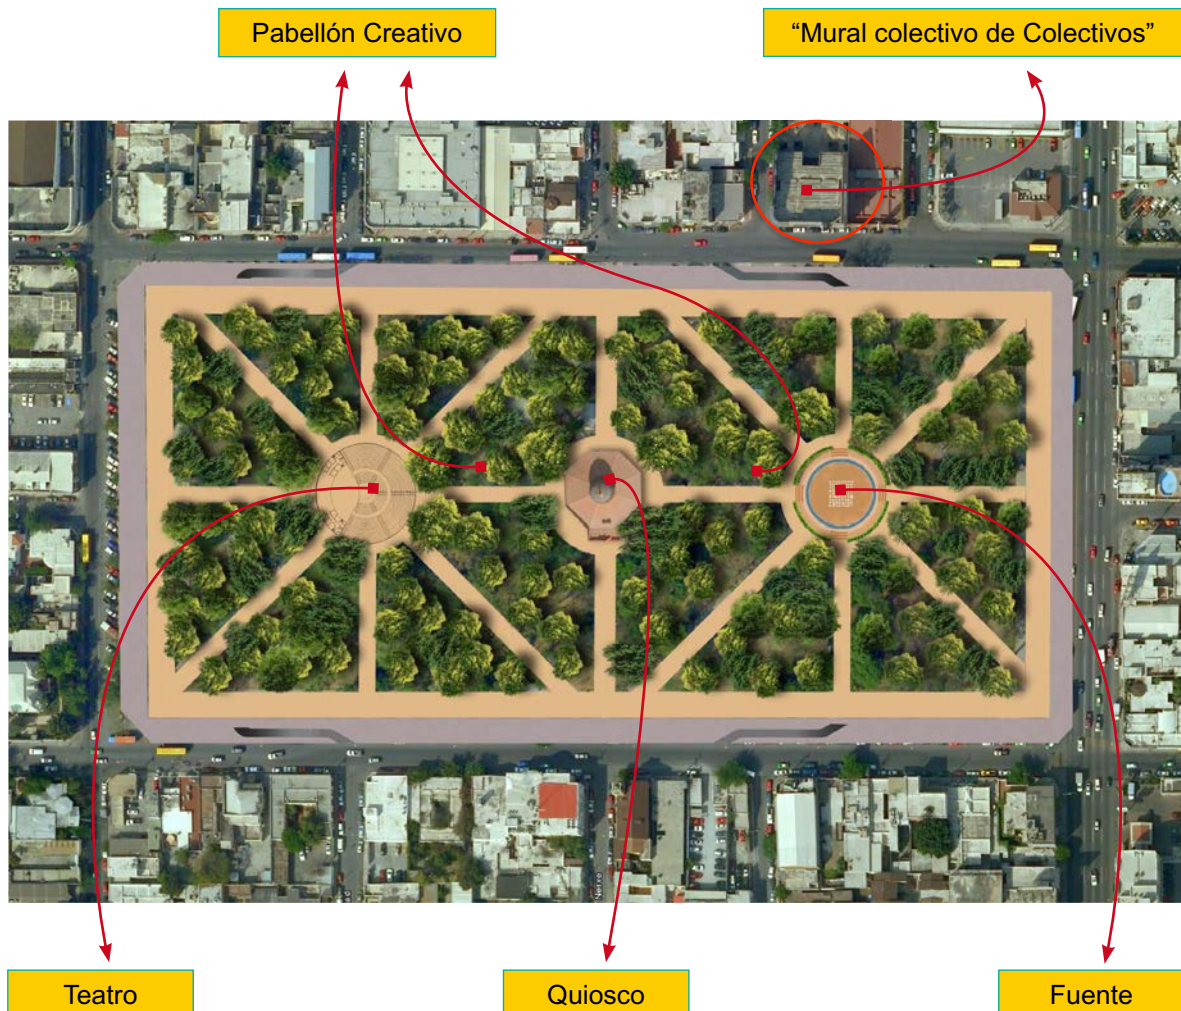 Pabellón Creativo
“Mural colectivo de Colectivos”
Teatro
Quiosco
Fuente